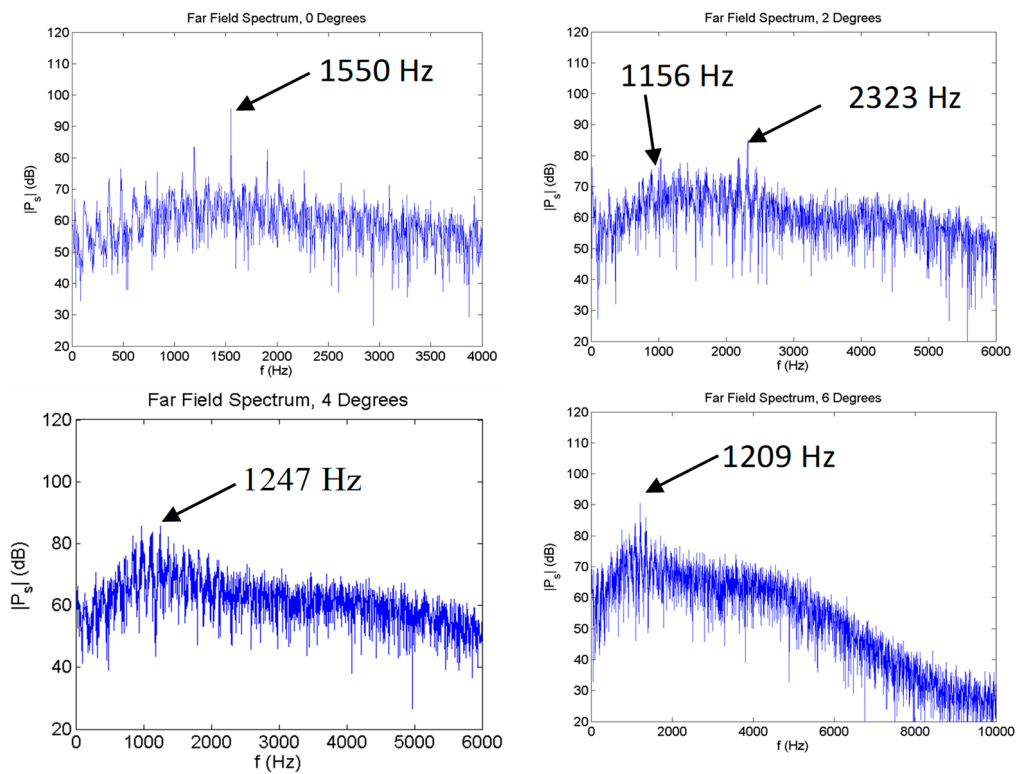 Far Field Spectrum, 0 Degrees
120
110
100
90
80
70
60
50
40
30
20
|Ps| (dB)
1550 Hz
0 500 1000 1500 2000 2500 3000 3500 4000
f (Hz)
Far Field Spectrum, 2 Degrees
120
110
100
90
80
70
60
50
40
30
20
|Ps| (dB)
1156 Hz
2323 Hz
0 1000 2000 3000 4000 5000 6000
f (Hz)
Far Field Spectrum, 4 Degrees
120
100
80
60
40
20
|Ps| (dB)
1247 Hz
0 1000 2000 3000 4000 5000 6000
f (Hz)
Far Field Spectrum, 6 Degrees
120
110
100
90
80
70
60
50
40
30
20
|Ps| (dB)
1209 Hz
0 2000 4000 6000 8000 10000
f (Hz)